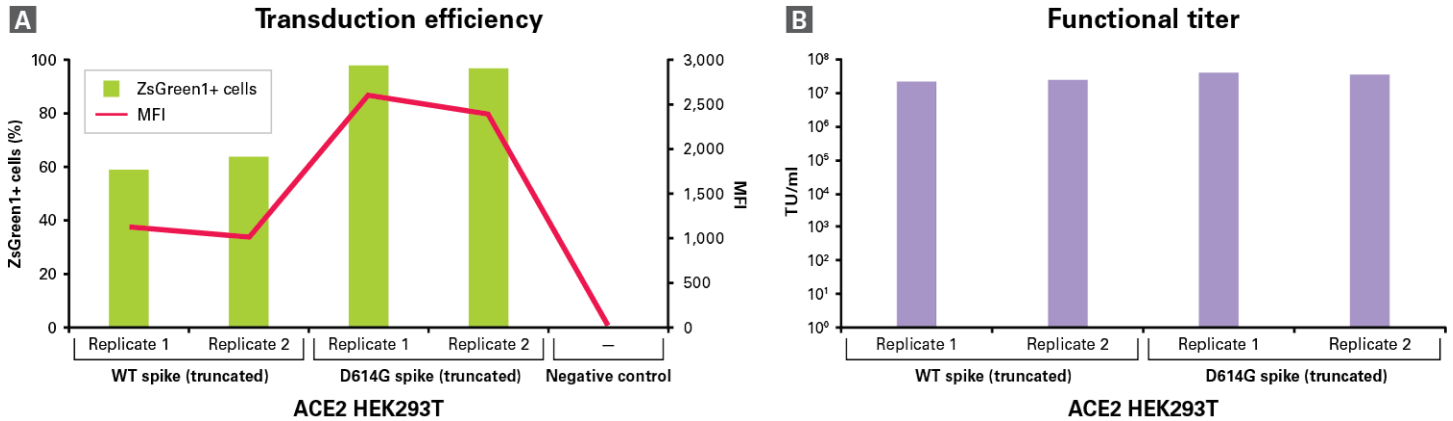 A
Transduction efficiency
100
80
60
40
20
0
ZsGreen1+ cells (%)
ZsGreen1+ cells
MFI
3,000
2,500
2,000
1,500
1,000
500
0
MFI
Replicate 1 Replicate 2 Replicate 1 Replicate 2 –
WT spike (truncated) D614G spike (truncated) Negative control
ACE2 HEK293T
B
Functional titer
10⁸
10⁷
10⁶
10⁵
10⁴
10³
10²
10¹
10⁰
TU/ml
Replicate 1 Replicate 2 Replicate 1 Replicate 2
WT spike (truncated) D614G spike (truncated)
ACE2 HEK293T